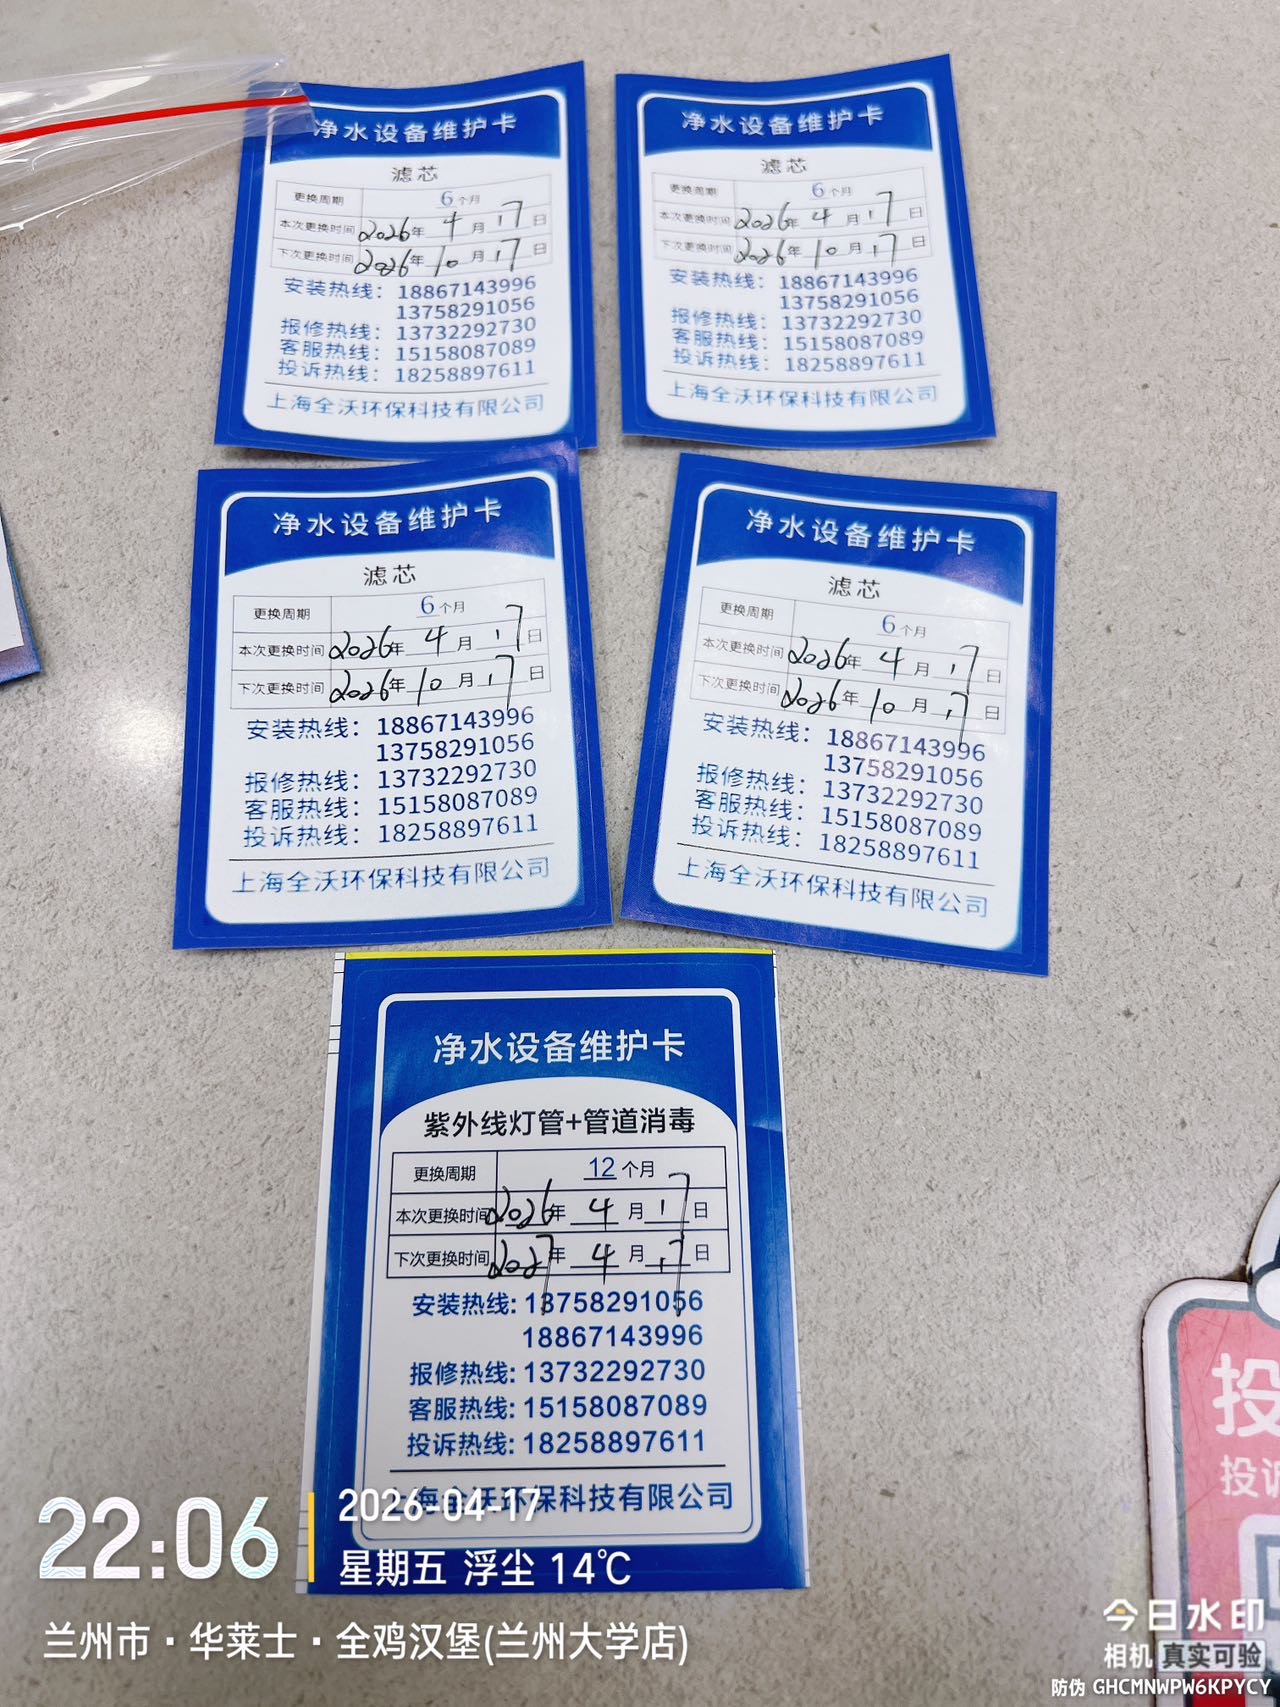 净水设备维护卡
滤芯
更换周期 6个月
本次更换时间 2026年 4月 17日
下次更换时间 2026年 10月 17日
安装热线：18867143996
13758291056
报修热线：13732292730
客服热线：15158087089
投诉热线：18258897611
上海全沃环保科技有限公司
净水设备维护卡
滤芯
更换周期 6个月
本次更换时间 2026年 4月 17日
下次更换时间 2026年 10月 17日
安装热线：18867143996
13758291056
报修热线：13732292730
客服热线：15158087089
投诉热线：18258897611
上海全沃环保科技有限公司
净水设备维护卡
滤芯
更换周期 6个月
本次更换时间 2026年 4月 17日
下次更换时间 2026年 10月 17日
安装热线：18867143996
13758291056
报修热线：13732292730
客服热线：15158087089
投诉热线：18258897611
上海全沃环保科技有限公司
净水设备维护卡
滤芯
更换周期 6个月
本次更换时间 2026年 4月 17日
下次更换时间 2026年 10月 17日
安装热线：18867143996
13758291056
报修热线：13732292730
客服热线：15158087089
投诉热线：18258897611
上海全沃环保科技有限公司
净水设备维护卡
紫外线灯管+管道消毒
更换周期 12个月
本次更换时间 2026年 4月 17日
下次更换时间 2027年 4月 17日
安装热线:13758291056
18867143996
报修热线:13732292730
客服热线:15158087089
投诉热线:18258897611
上海全沃环保科技有限公司
投
投诉
22:06
2026-04-17
星期五 浮尘 14℃
兰州市·华莱士·全鸡汉堡(兰州大学店)
今日水印
相机 真实可验
防伪 GHCMNWPW6KPYCY